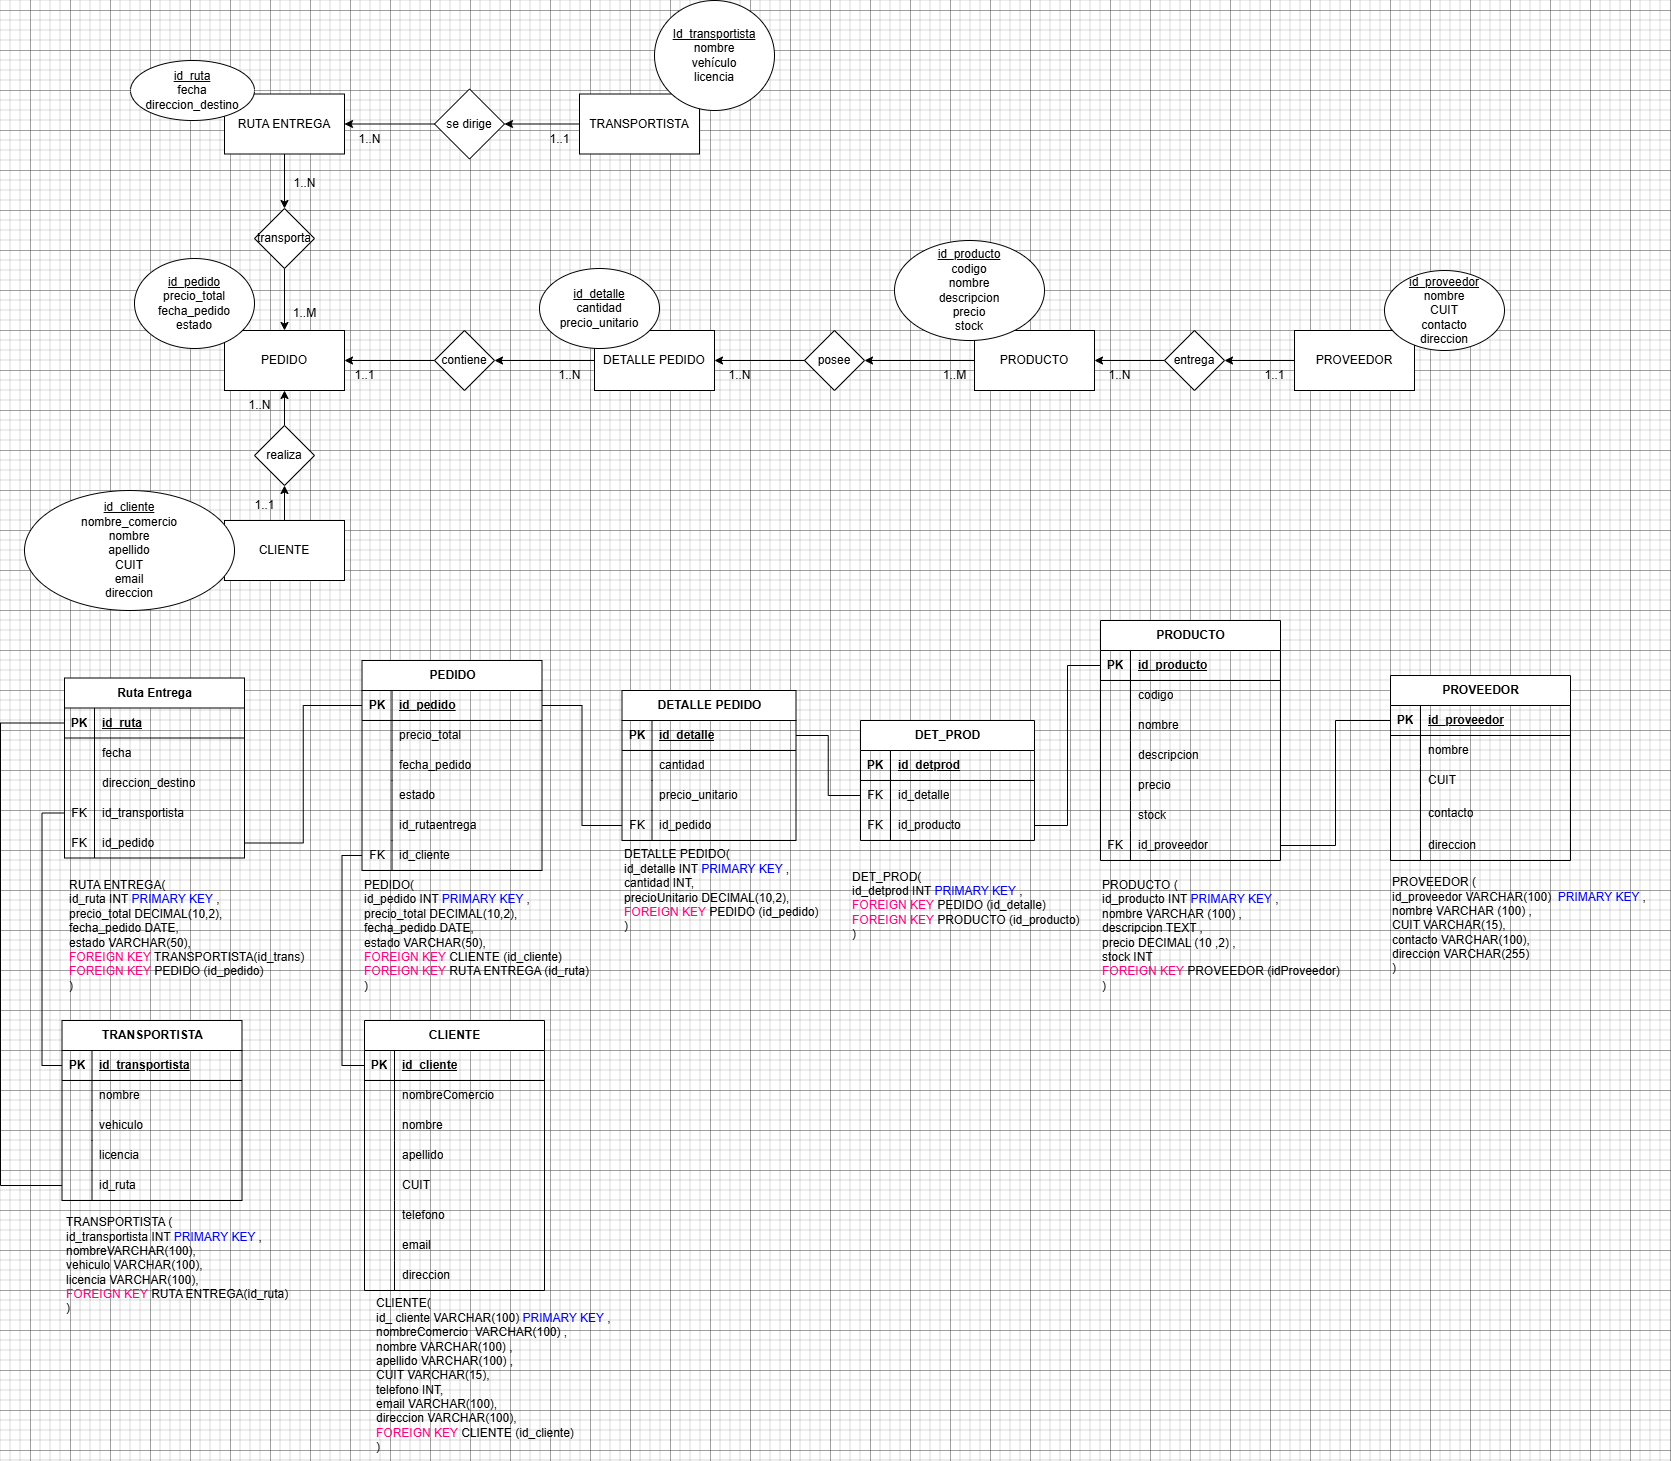 Id_transportista
nombre
vehículo
licencia
id_ruta
fecha
direccion_destino
RUTA ENTREGA
se dirige
TRANSPORTISTA
1..N
1..1
1..N
transporta
1..M
id_pedido
precio_total
fecha_pedido
estado
PEDIDO
1..1
contiene
1..N
id_detalle
cantidad
precio_unitario
DETALLE PEDIDO
1..N
posee
1..M
id_producto
codigo
nombre
descripcion
precio
stock
PRODUCTO
1..N
entrega
1..1
id_proveedor
nombre
CUIT
contacto
direccion
PROVEEDOR
1..N
realiza
1..1
id_cliente
nombre_comercio
nombre
apellido
CUIT
email
direccion
CLIENTE
Ruta Entrega
PK id_ruta
fecha
direccion_destino
FK id_transportista
FK id_pedido
RUTA ENTREGA(
id_ruta INT PRIMARY KEY ,
precio_total DECIMAL(10,2),
fecha_pedido DATE,
estado VARCHAR(50),
FOREIGN KEY TRANSPORTISTA(id_trans)
FOREIGN KEY PEDIDO (id_pedido)
)
PEDIDO
PK id_pedido
precio_total
fecha_pedido
estado
id_rutaentrega
FK id_cliente
PEDIDO(
id_pedido INT PRIMARY KEY ,
precio_total DECIMAL(10,2),
fecha_pedido DATE,
estado VARCHAR(50),
FOREIGN KEY CLIENTE (id_cliente)
FOREIGN KEY RUTA ENTREGA (id_ruta)
)
DETALLE PEDIDO
PK id_detalle
cantidad
precio_unitario
FK id_pedido
DETALLE PEDIDO(
id_detalle INT PRIMARY KEY ,
cantidad INT,
precioUnitario DECIMAL(10,2),
FOREIGN KEY PEDIDO (id_pedido)
)
DET_PROD
PK id_detprod
FK id_detalle
FK id_producto
DET_PROD(
id_detprod INT PRIMARY KEY ,
FOREIGN KEY PEDIDO (id_detalle)
FOREIGN KEY PRODUCTO (id_producto)
)
PRODUCTO
PK id_producto
codigo
nombre
descripcion
precio
stock
FK id_proveedor
PRODUCTO (
id_producto INT PRIMARY KEY ,
nombre VARCHAR (100) ,
descripcion TEXT ,
precio DECIMAL (10 ,2) ,
stock INT
FOREIGN KEY PROVEEDOR (idProveedor)
)
PROVEEDOR
PK id_proveedor
nombre
CUIT
contacto
direccion
PROVEEDOR (
id_proveedor VARCHAR(100) PRIMARY KEY ,
nombre VARCHAR (100) ,
CUIT VARCHAR(15),
contacto VARCHAR(100),
direccion VARCHAR(255)
)
TRANSPORTISTA
PK id_transportista
nombre
vehiculo
licencia
id_ruta
TRANSPORTISTA (
id_transportista INT PRIMARY KEY ,
nombreVARCHAR(100),
vehiculo VARCHAR(100),
licencia VARCHAR(100),
FOREIGN KEY RUTA ENTREGA(id_ruta)
)
CLIENTE
PK id_cliente
nombreComercio
nombre
apellido
CUIT
telefono
email
direccion
CLIENTE(
id_ cliente VARCHAR(100) PRIMARY KEY ,
nombreComercio VARCHAR(100) ,
nombre VARCHAR(100) ,
apellido VARCHAR(100) ,
CUIT VARCHAR(15),
telefono INT,
email VARCHAR(100),
direccion VARCHAR(100),
FOREIGN KEY CLIENTE (id_cliente)
)